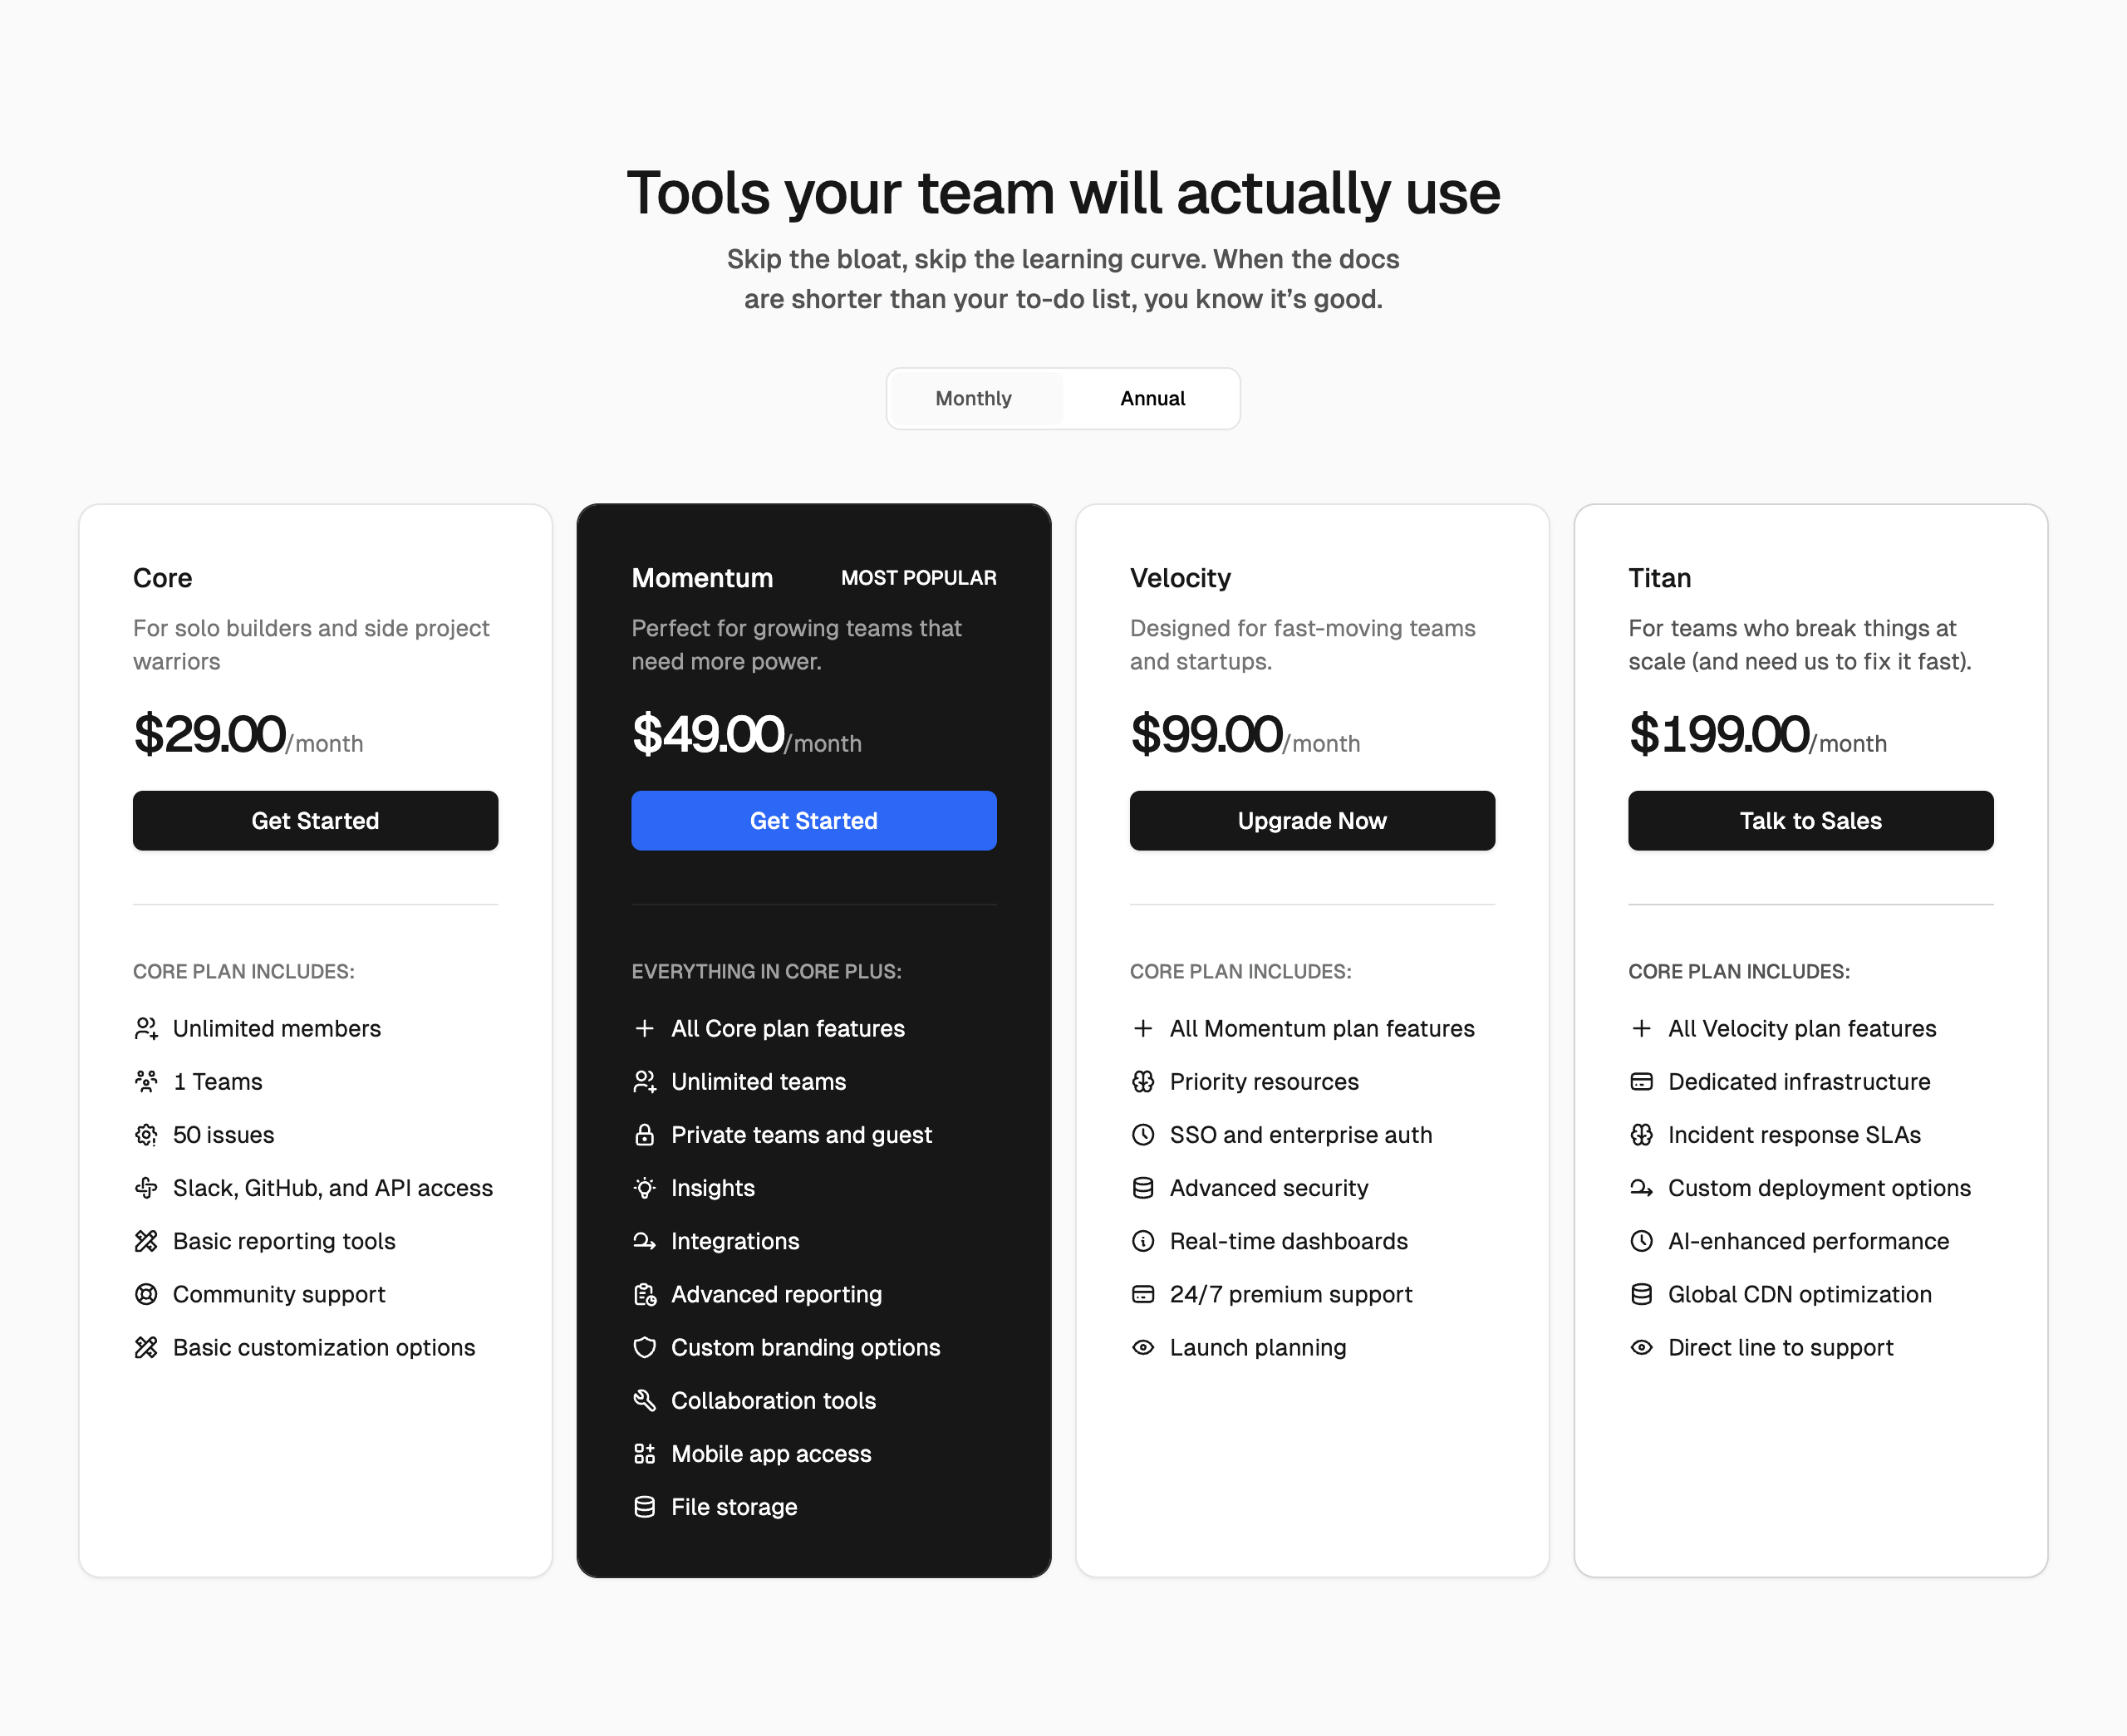 Tools your team will actually use
Skip the bloat, skip the learning curve. When the docs
are shorter than your to-do list, you know it’s good.
Monthly
Annual
Core
For solo builders and side project
warriors
$29.00/month
Get Started
CORE PLAN INCLUDES:
Unlimited members
1 Teams
50 issues
Slack, GitHub, and API access
Basic reporting tools
Community support
Basic customization options
Momentum
MOST POPULAR
Perfect for growing teams that
need more power.
$49.00/month
Get Started
EVERYTHING IN CORE PLUS:
All Core plan features
Unlimited teams
Private teams and guest
Insights
Integrations
Advanced reporting
Custom branding options
Collaboration tools
Mobile app access
File storage
Velocity
Designed for fast-moving teams
and startups.
$99.00/month
Upgrade Now
CORE PLAN INCLUDES:
All Momentum plan features
Priority resources
SSO and enterprise auth
Advanced security
Real-time dashboards
24/7 premium support
Launch planning
Titan
For teams who break things at
scale (and need us to fix it fast).
$199.00/month
Talk to Sales
CORE PLAN INCLUDES:
All Velocity plan features
Dedicated infrastructure
Incident response SLAs
Custom deployment options
AI-enhanced performance
Global CDN optimization
Direct line to support